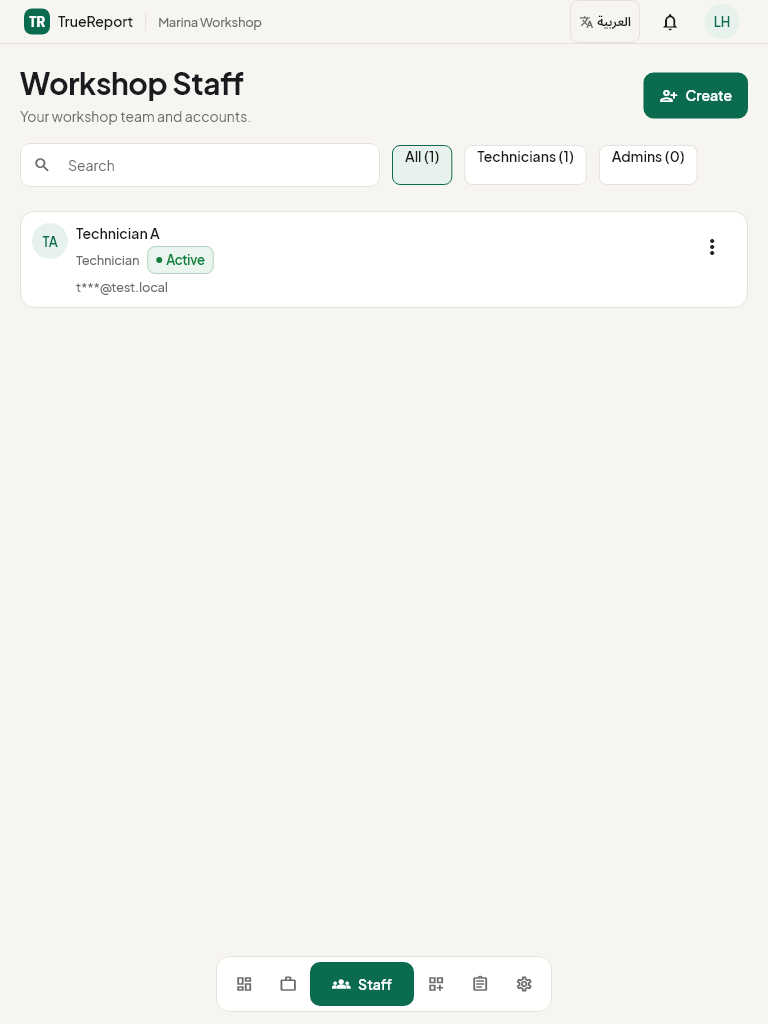 TR TrueReport Marina Workshop العربية LH
Workshop Staff
Your workshop team and accounts.
Create
Search All (1) Technicians (1) Admins (0)
TA Technician A
Technician Active
t***@test.local
Staff